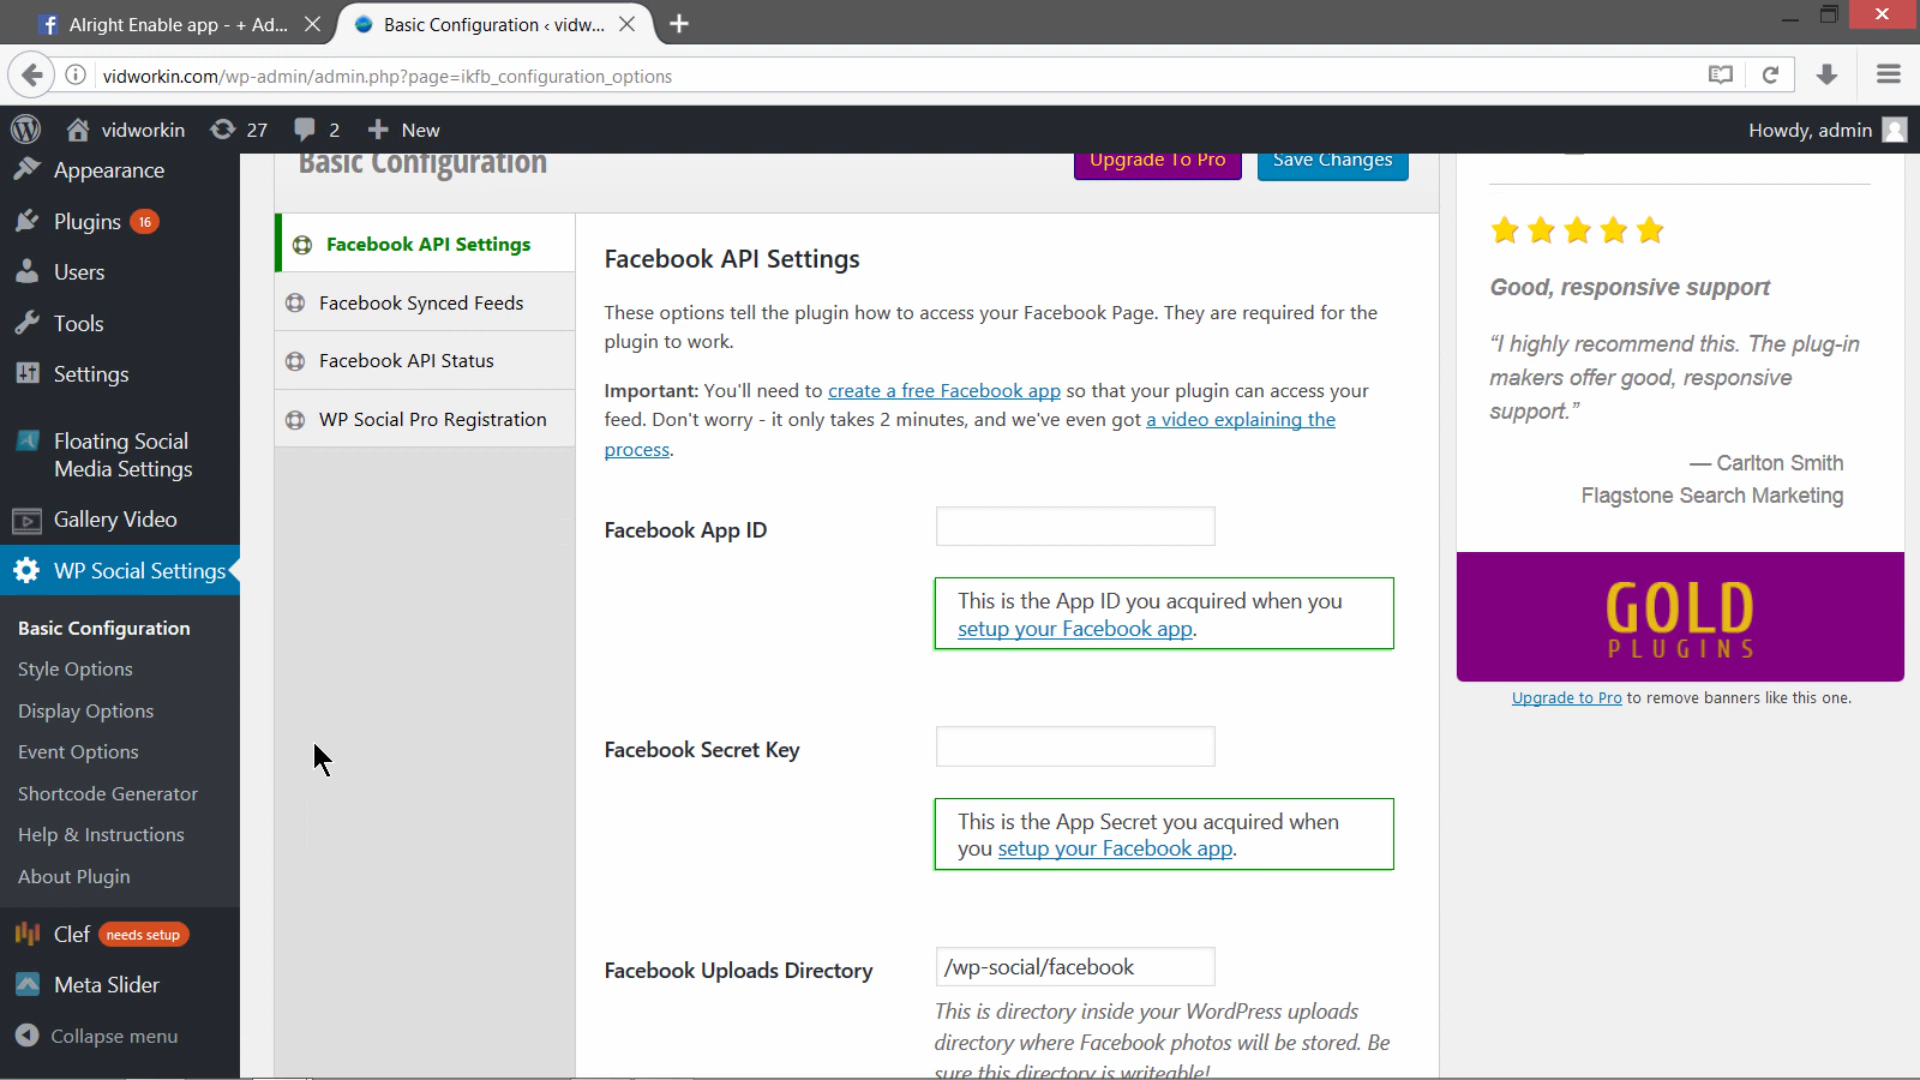 Alright Enable app - + Ad...
Basic Configuration ‹ vidw...
vidworkin.com/wp-admin/admin.php?page=ikfb_configuration_options
vidworkin
27
2
New
Howdy, admin
Appearance
Plugins 16
Users
Tools
Settings
Floating Social
Media Settings
Gallery Video
WP Social Settings
Basic Configuration
Style Options
Display Options
Event Options
Shortcode Generator
Help & Instructions
About Plugin
Clef needs setup
Meta Slider
Collapse menu
Basic Configuration
Upgrade To Pro
Save Changes
Facebook API Settings
Facebook Synced Feeds
Facebook API Status
WP Social Pro Registration
Facebook API Settings
These options tell the plugin how to access your Facebook Page. They are required for the
plugin to work.
Important: You'll need to create a free Facebook app so that your plugin can access your
feed. Don't worry - it only takes 2 minutes, and we've even got a video explaining the
process.
Facebook App ID
This is the App ID you acquired when you
setup your Facebook app.
Facebook Secret Key
This is the App Secret you acquired when
you setup your Facebook app.
Facebook Uploads Directory
/wp-social/facebook
This is directory inside your WordPress uploads
directory where Facebook photos will be stored. Be
sure this directory is writeable!
Good, responsive support
“I highly recommend this. The plug-in
makers offer good, responsive
support.”
— Carlton Smith
Flagstone Search Marketing
GOLD
PLUGINS
Upgrade to Pro to remove banners like this one.